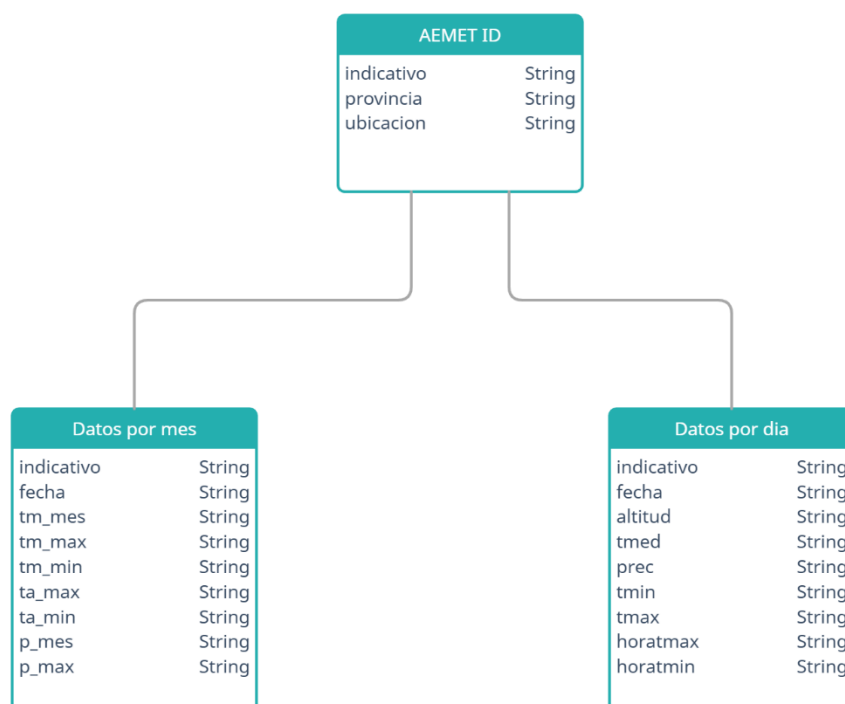 AEMET ID
indicativo String
provincia String
ubicacion String
Datos por mes
indicativo String
fecha String
tm_mes String
tm_max String
tm_min String
ta_max String
ta_min String
p_mes String
p_max String
Datos por dia
indicativo String
fecha String
altitud String
tmed String
prec String
tmin String
tmax String
horatmax String
horatmin String